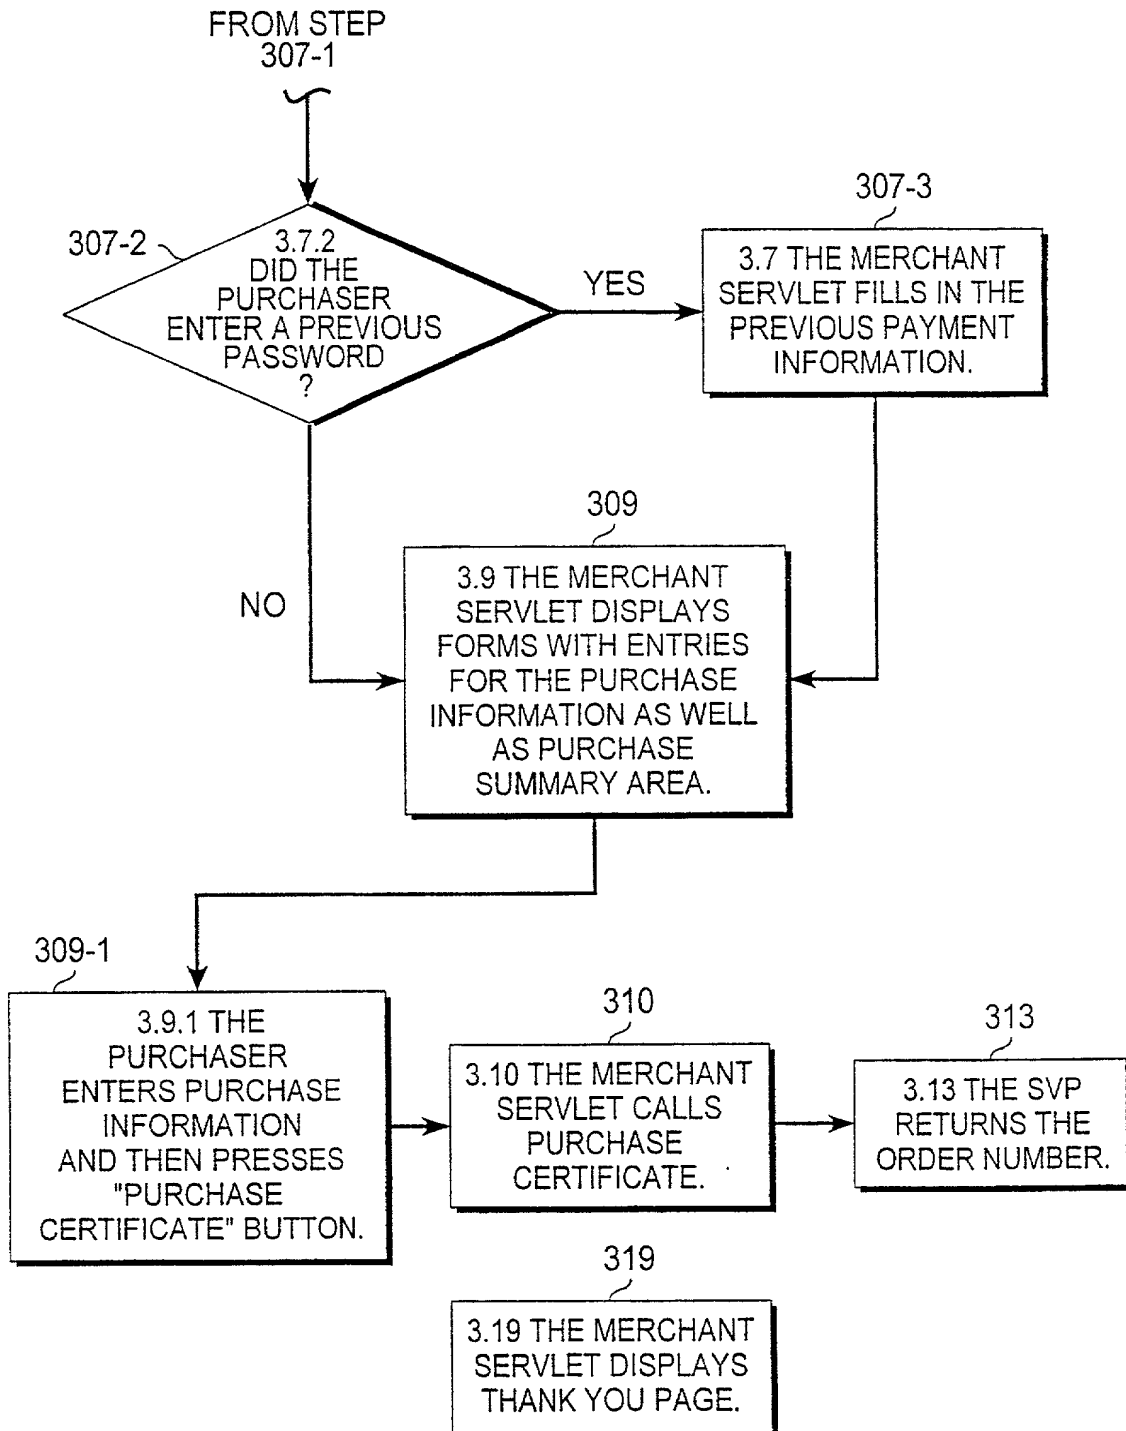 FROM STEP
307-1
307-2
3.7.2
DID THE
PURCHASER
ENTER A PREVIOUS
PASSWORD
?
YES
307-3
3.7 THE MERCHANT
SERVLET FILLS IN THE
PREVIOUS PAYMENT
INFORMATION.
NO
309
3.9 THE MERCHANT
SERVLET DISPLAYS
FORMS WITH ENTRIES
FOR THE PURCHASE
INFORMATION AS WELL
AS PURCHASE
SUMMARY AREA.
309-1
3.9.1 THE
PURCHASER
ENTERS PURCHASE
INFORMATION
AND THEN PRESSES
"PURCHASE
CERTIFICATE" BUTTON.
310
3.10 THE MERCHANT
SERVLET CALLS
PURCHASE
CERTIFICATE.
313
3.13 THE SVP
RETURNS THE
ORDER NUMBER.
319
3.19 THE MERCHANT
SERVLET DISPLAYS
THANK YOU PAGE.